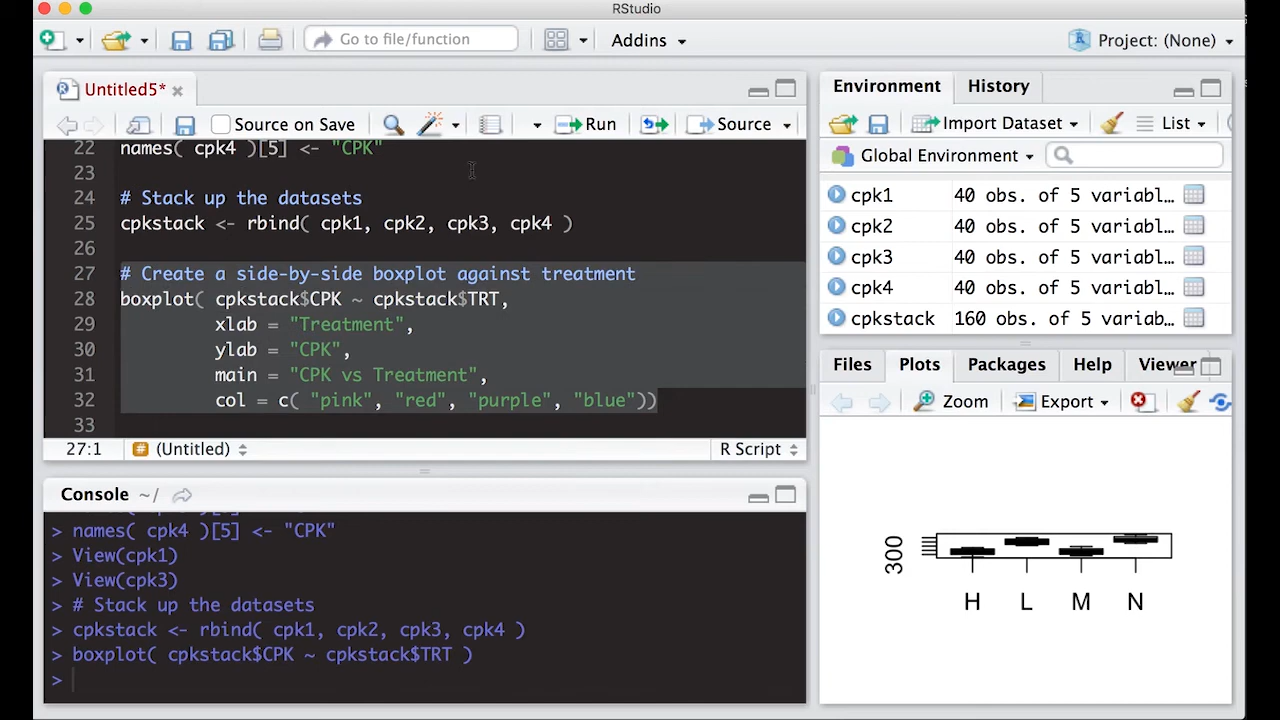 RStudio
Go to file/function
Addins
Project: (None)
Untitled5*
Source on Save
Run
Source
22 names( cpk4 )[5] <- "CPK"
23
24 # Stack up the datasets
25 cpkstack <- rbind( cpk1, cpk2, cpk3, cpk4 )
26
27 # Create a side-by-side boxplot against treatment
28 boxplot( cpkstack$CPK ~ cpkstack$TRT,
29 xlab = "Treatment",
30 ylab = "CPK",
31 main = "CPK vs Treatment",
32 col = c( "pink", "red", "purple", "blue"))
33
27:1 # (Untitled) R Script
Console ~/
> names( cpk4 )[5] <- "CPK"
> View(cpk1)
> View(cpk3)
> # Stack up the datasets
> cpkstack <- rbind( cpk1, cpk2, cpk3, cpk4 )
> boxplot( cpkstack$CPK ~ cpkstack$TRT )
>
Environment History
Import Dataset List
Global Environment
cpk1 40 obs. of 5 variabl…
cpk2 40 obs. of 5 variabl…
cpk3 40 obs. of 5 variabl…
cpk4 40 obs. of 5 variabl…
cpkstack 160 obs. of 5 variab…
Files Plots Packages Help Viewer
Zoom Export
300
H L M N